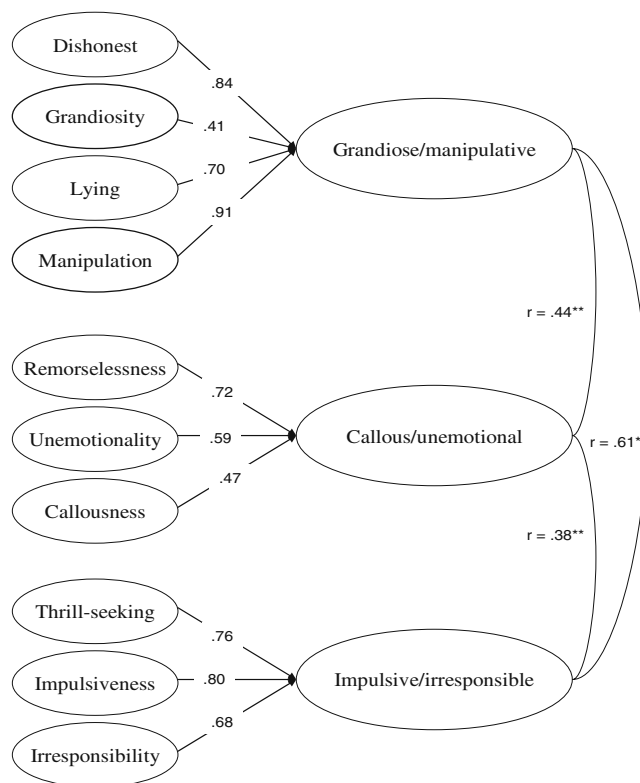 Dishonest
.84
Grandiosity
.41
Grandiose/manipulative
Lying
.70
.91
Manipulation
r = .44**
Remorselessness
.72
Unemotionality
.59
Callous/unemotional
r = .61*
Callousness
.47
r = .38**
Thrill-seeking
.76
Impulsiveness
.80
Impulsive/irresponsible
.68
Irresponsibility